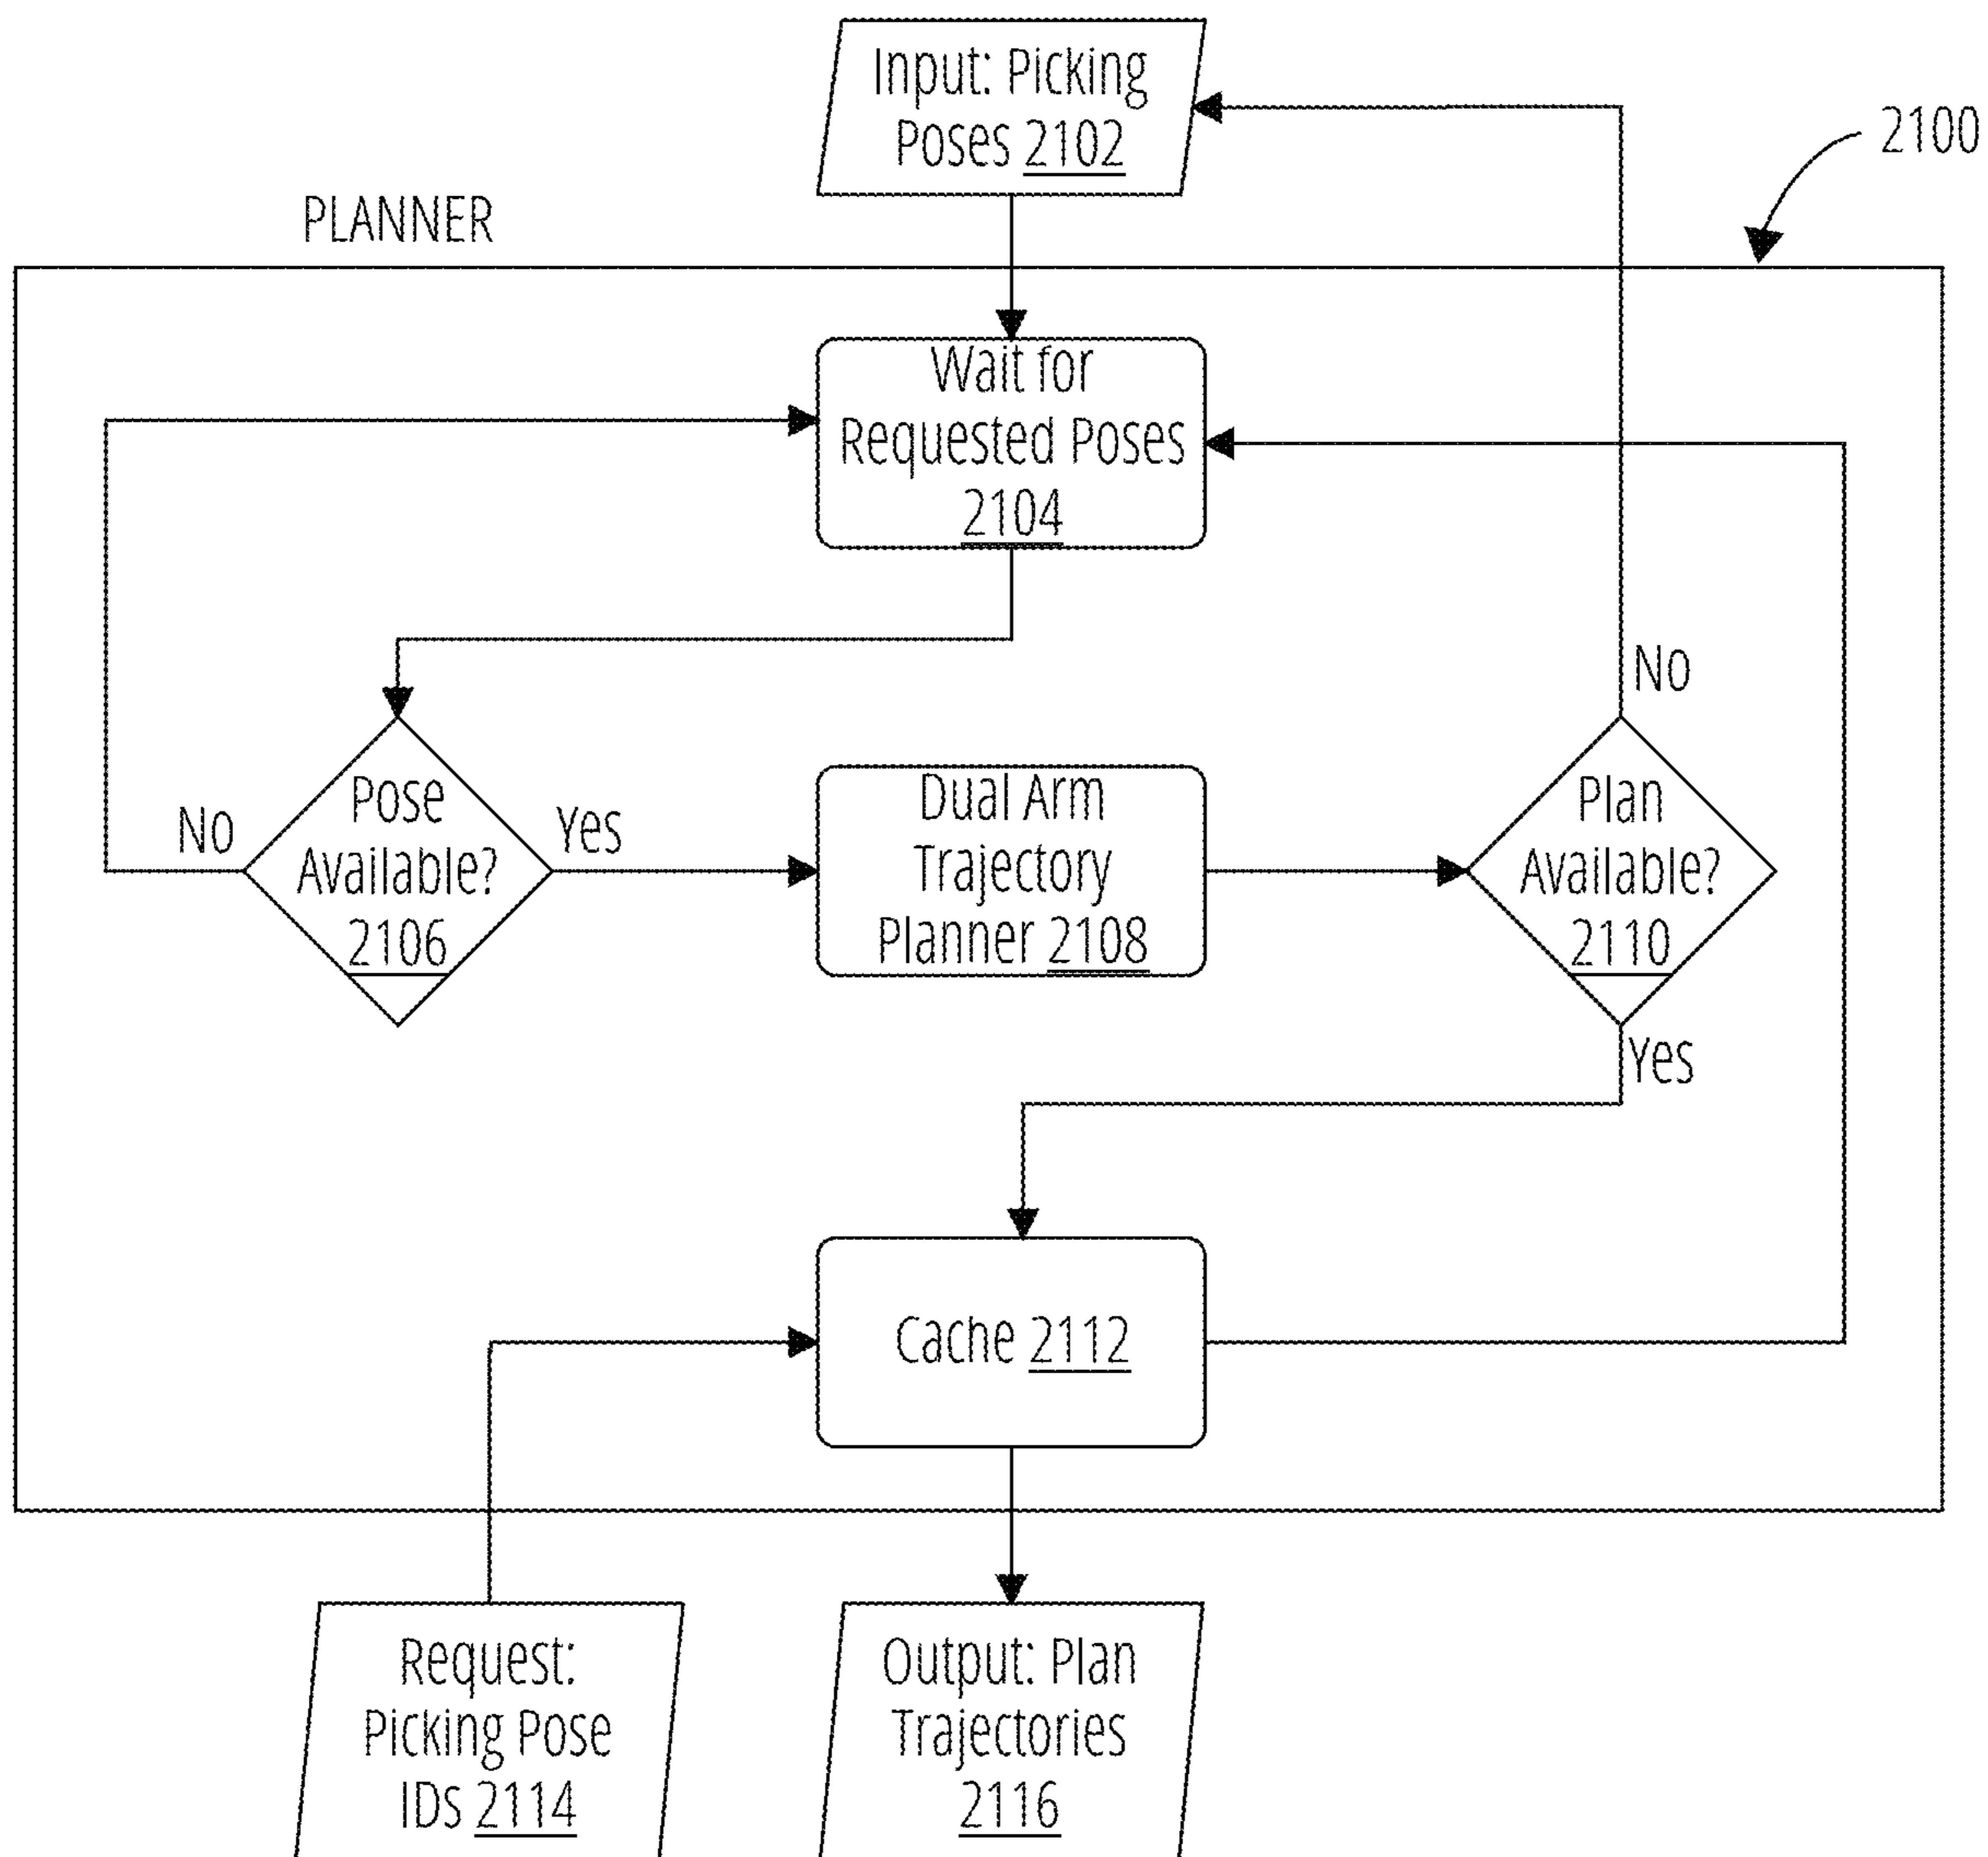 Input: Picking
Poses 2102
2100
PLANNER
Wait for
Requested Poses
2104
No
Pose
Available?
2106
Yes
Dual Arm
Trajectory
Planner 2108
No
Plan
Available?
2110
Yes
Cache 2112
Request:
Picking Pose
IDs 2114
Output: Plan
Trajectories
2116